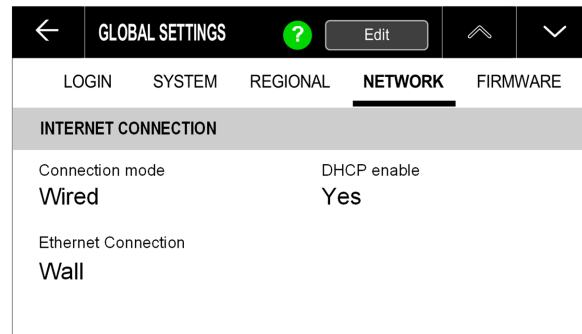 GLOBAL SETTINGS ? Edit
LOGIN SYSTEM REGIONAL NETWORK FIRMWARE
INTERNET CONNECTION
Connection mode DHCP enable
Wired Yes
Ethernet Connection
Wall